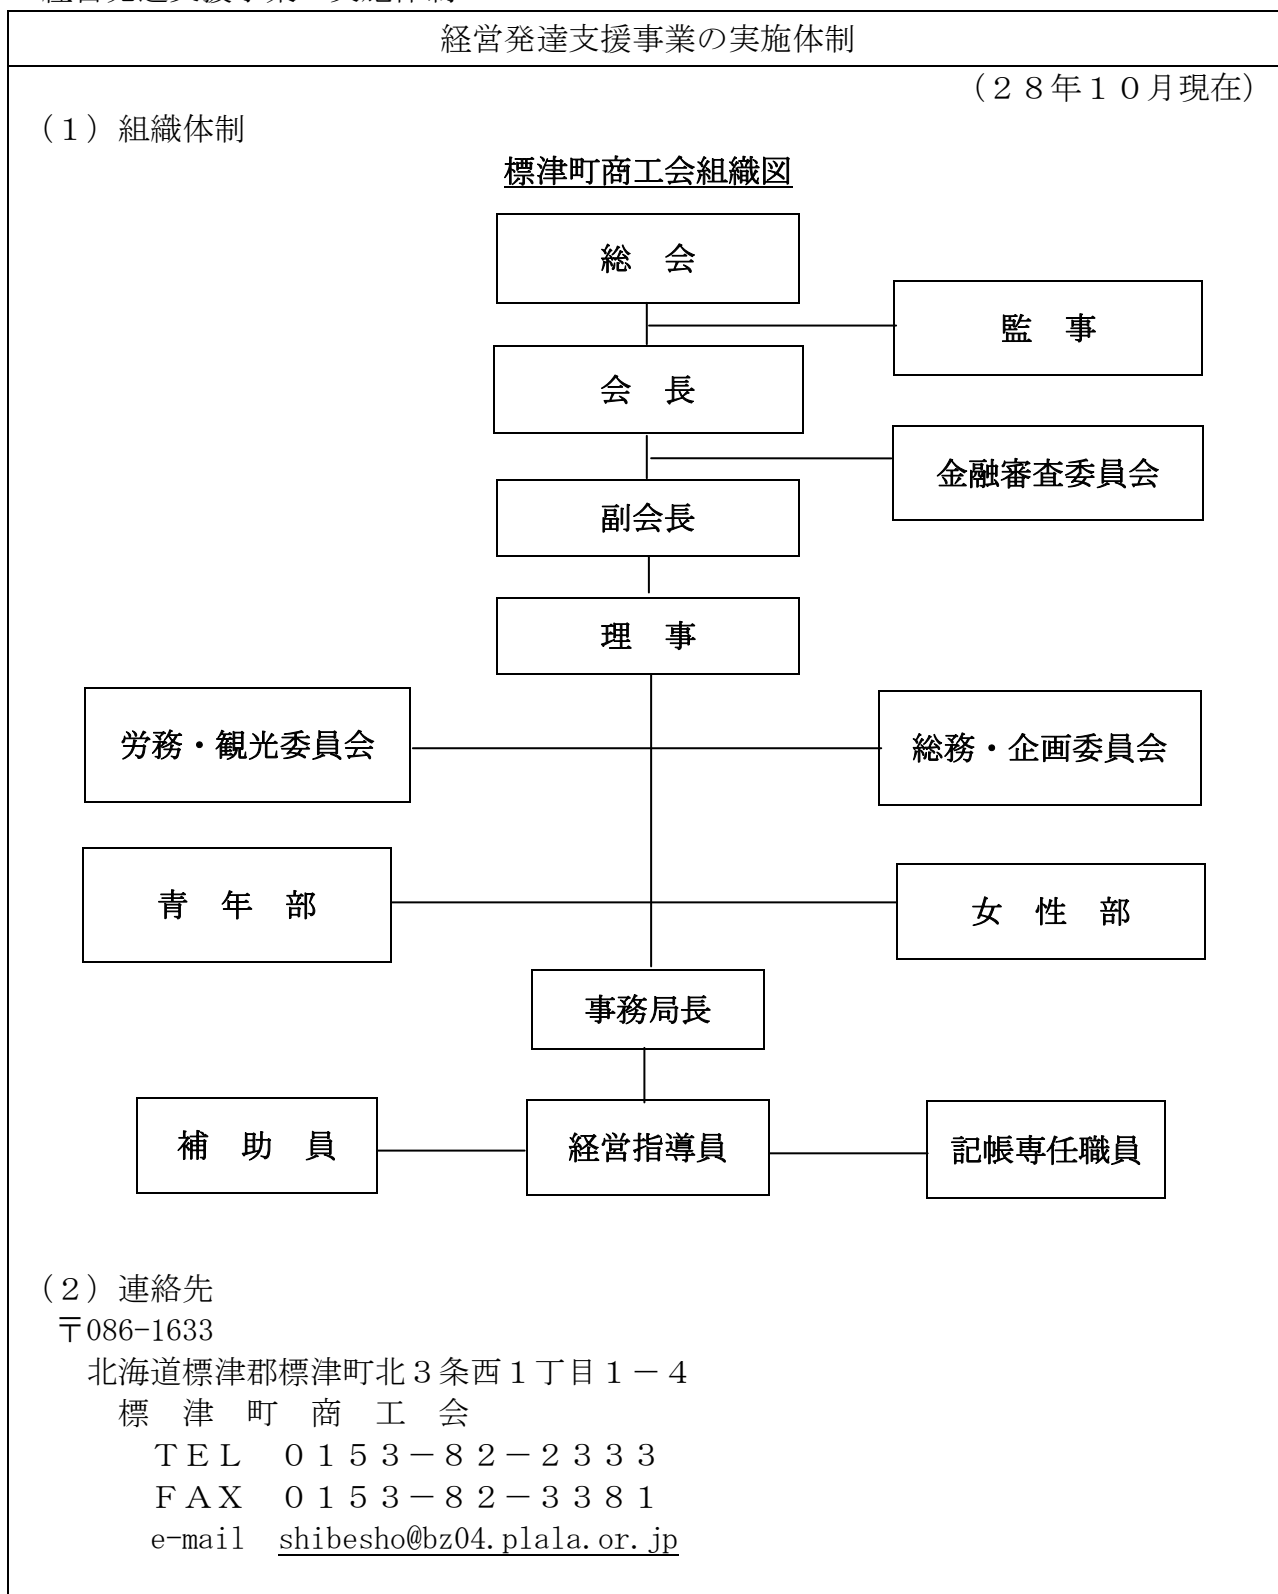 経営発達支援事業の実施体制
（２８年１０月現在）
（１）組織体制
標津町商工会組織図
総　会
監　事
会　長
金融審査委員会
副会長
理　事
労務・観光委員会
総務・企画委員会
青　年　部
女　性　部
事務局長
補　助　員
経営指導員
記帳専任職員
（２）連絡先
〒086-1633
北海道標津郡標津町北３条西１丁目１－４
標　津　町　商　工　会
ＴＥＬ　０１５３－８２－２３３３
ＦＡＸ　０１５３－８２－３３８１
e-mail　shibesho@bz04.plala.or.jp